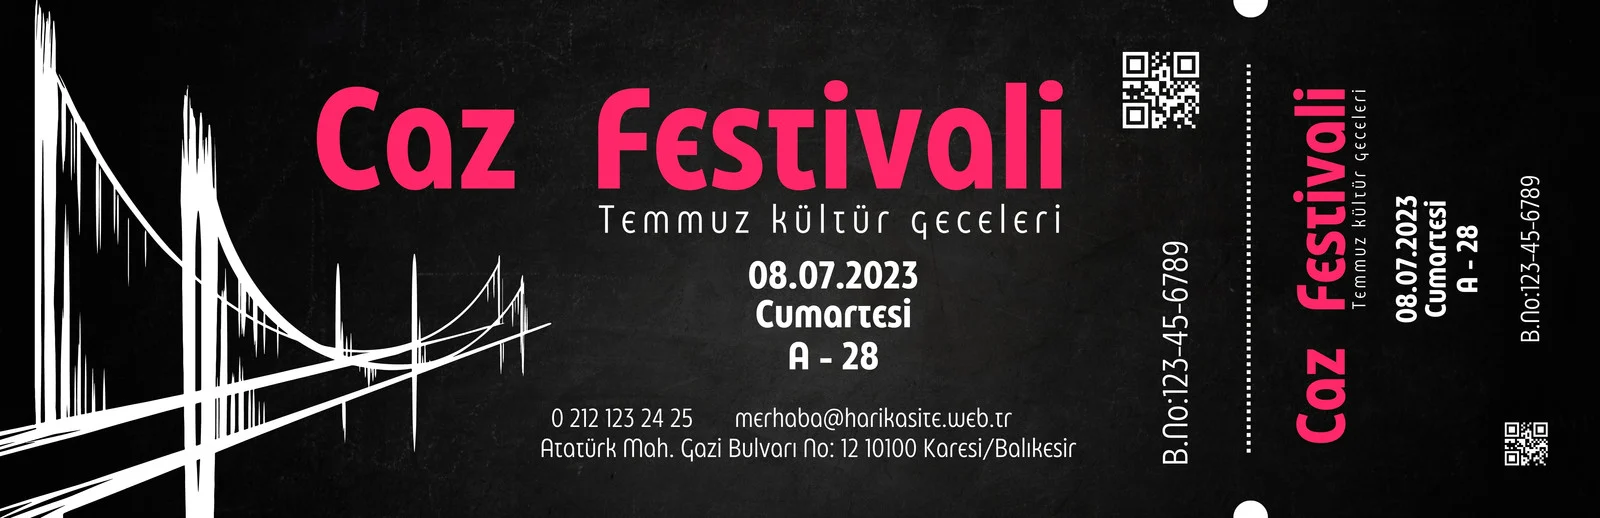 Caz Festivali
Temmuz kültür geceleri
08.07.2023
Cumartesi
A - 28
0 212 123 24 25 merhaba@harikasite.web.tr
Atatürk Mah. Gazi Bulvarı No: 12 10100 Karesi/Balıkesir
B.No:123-45-6789
Caz Festivali
Temmuz kültür geceleri
08.07.2023
Cumartesi
A - 28
B.No:123-45-6789